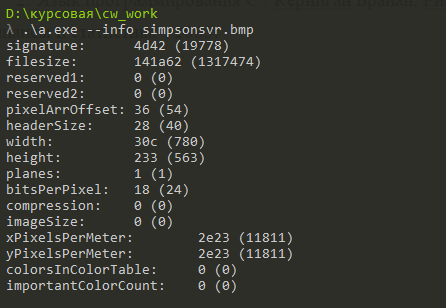 D:\курсовая\cw_work
λ .\a.exe --info simpsonsvr.bmp
signature: 4d42 (19778)
filesize: 141a62 (1317474)
reserved1: 0 (0)
reserved2: 0 (0)
pixelArrOffset: 36 (54)
headerSize: 28 (40)
width: 30c (780)
height: 233 (563)
planes: 1 (1)
bitsPerPixel: 18 (24)
compression: 0 (0)
imageSize: 0 (0)
xPixelsPerMeter: 2e23 (11811)
yPixelsPerMeter: 2e23 (11811)
colorsInColorTable: 0 (0)
importantColorCount: 0 (0)